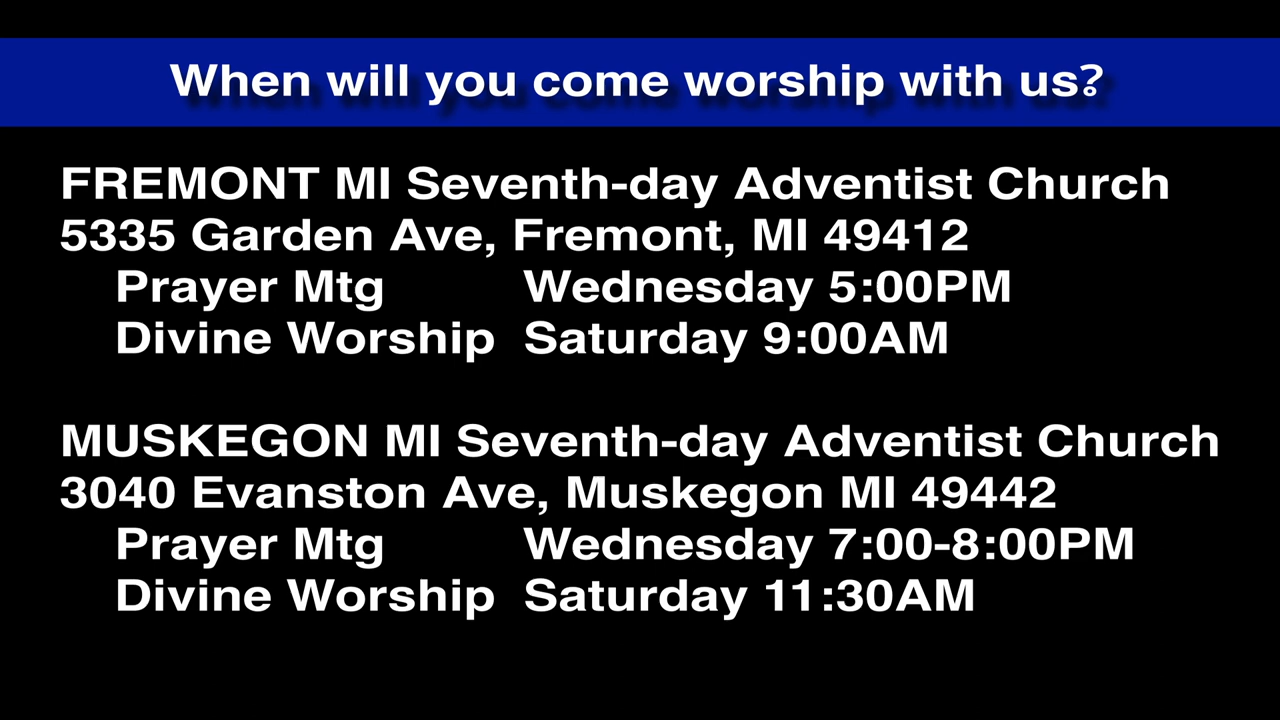 When will you come worship with us?
FREMONT MI Seventh-day Adventist Church
5335 Garden Ave, Fremont, MI 49412
Prayer Mtg Wednesday 5:00PM
Divine Worship Saturday 9:00AM
MUSKEGON MI Seventh-day Adventist Church
3040 Evanston Ave, Muskegon MI 49442
Prayer Mtg Wednesday 7:00-8:00PM
Divine Worship Saturday 11:30AM